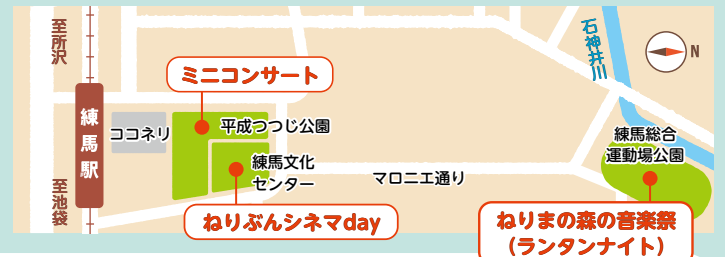 至所沢
練馬駅
至池袋
ココネリ
ミニコンサート
平成つつじ公園
練馬文化
センター
ねりぶんシネマday
マロニエ通り
石神井川
N
練馬総合
運動場公園
ねりまの森の音楽祭
（ランタンナイト）